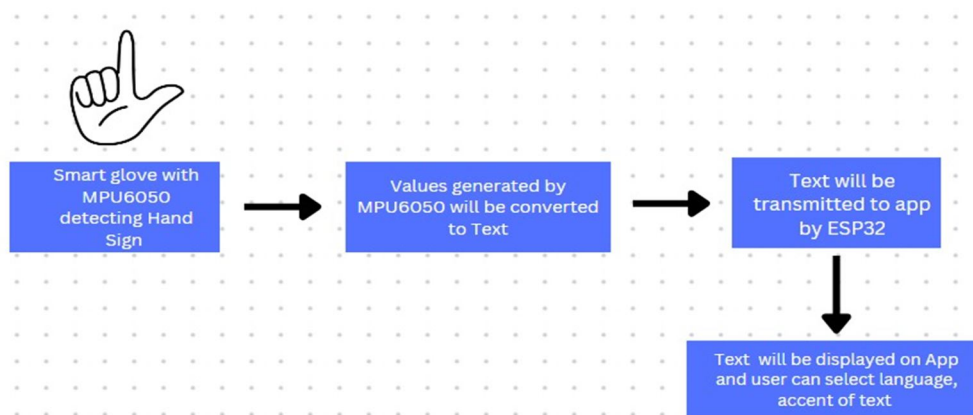 Smart glove with
MPU6050
detecting Hand
Sign
Values generated by
MPU6050 will be converted
to Text
Text will be
transmitted to app
by ESP32
Text will be displayed on App
and user can select language,
accent of text